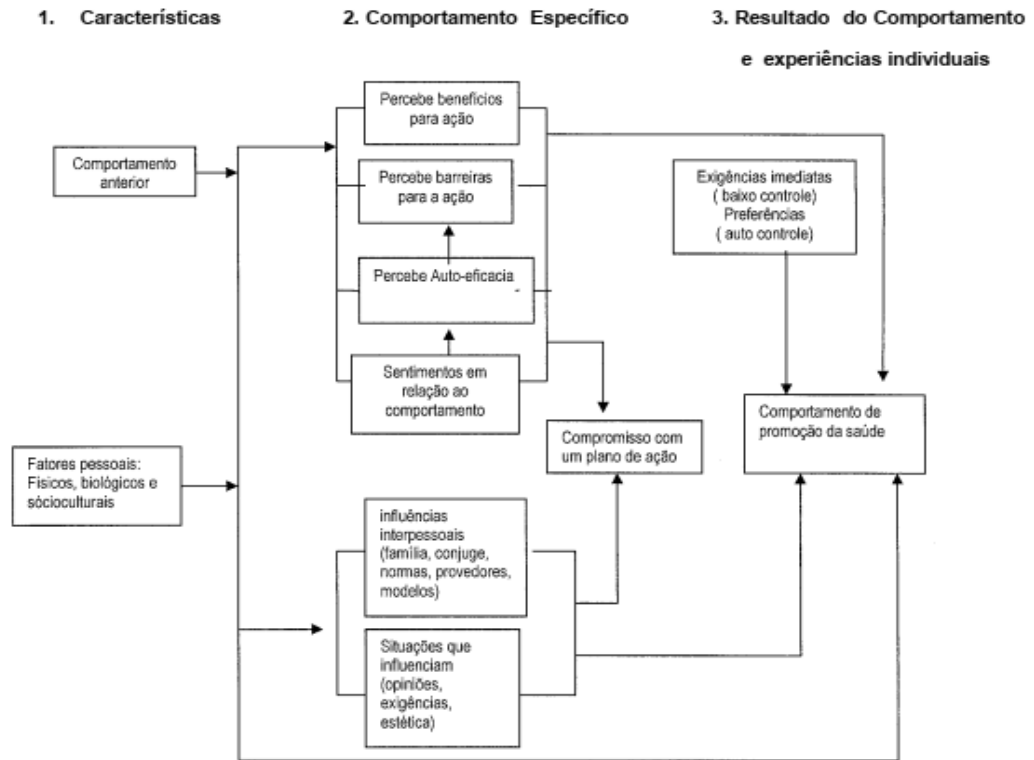 1. Características
2. Comportamento Específico
3. Resultado do Comportamento
e experiências individuais
Comportamento
anterior
Fatores pessoais:
Físicos, biológicos e
sócioculturais
Percebe benefícios
para ação
Percebe barreiras
para a ação
Percebe Auto-eficacia
Sentimentos em
relação ao
comportamento
influências
interpessoais
(família, conjuge,
normas, provedores,
modelos)
Situações que
influenciam
(opiniões,
exigências,
estética)
Compromisso com
um plano de ação
Exigências imediatas
( baixo controle)
Preferências
( auto controle)
Comportamento de
promoção da saúde